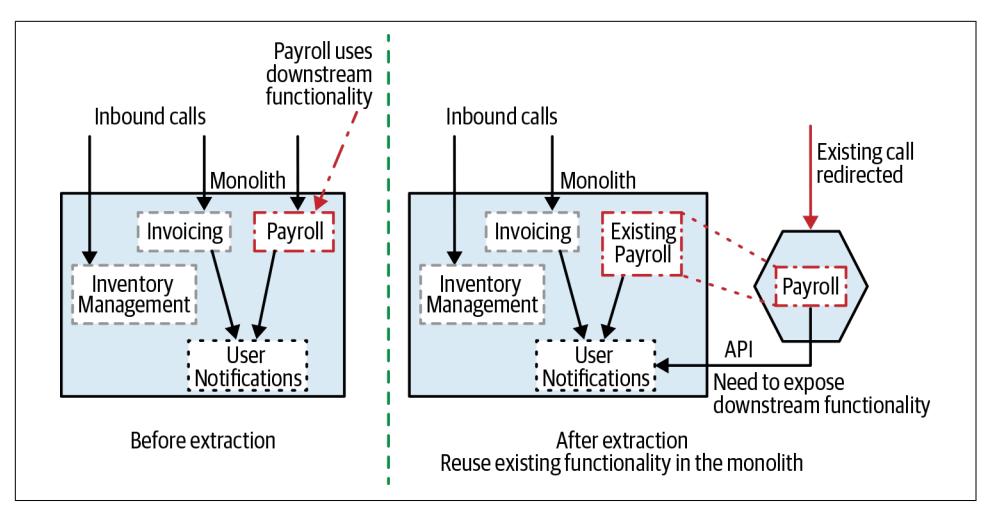 Payroll uses
downstream
functionality
Inbound calls
Monolith
Invoicing
Payroll
Inventory
Management
User
Notifications
Before extraction
Inbound calls
Monolith
Invoicing
Existing
Payroll
Inventory
Management
User
Notifications
Existing call
redirected
Payroll
API
Need to expose
downstream functionality
After extraction
Reuse existing functionality in the monolith